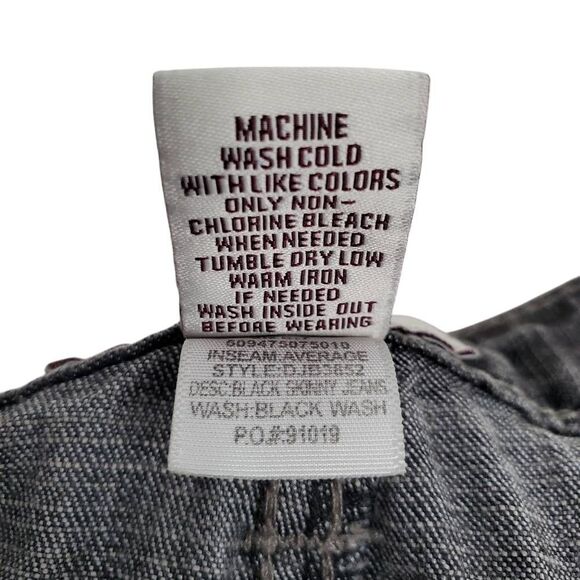 MACHINE
WASH COLD
WITH LIKE COLORS
ONLY NON-
CHLORINE BLEACH
WHEN NEEDED
TUMBLE DRY LOW
WARM IRON
IF NEEDED
WASH INSIDE OUT
BEFORE WEARING
609475075019
INSEAM:AVERAGE
STYLE:DJB3652
DESC:BLACK SKINNY JEANS
WASH:BLACK WASH
P.O.#:91019